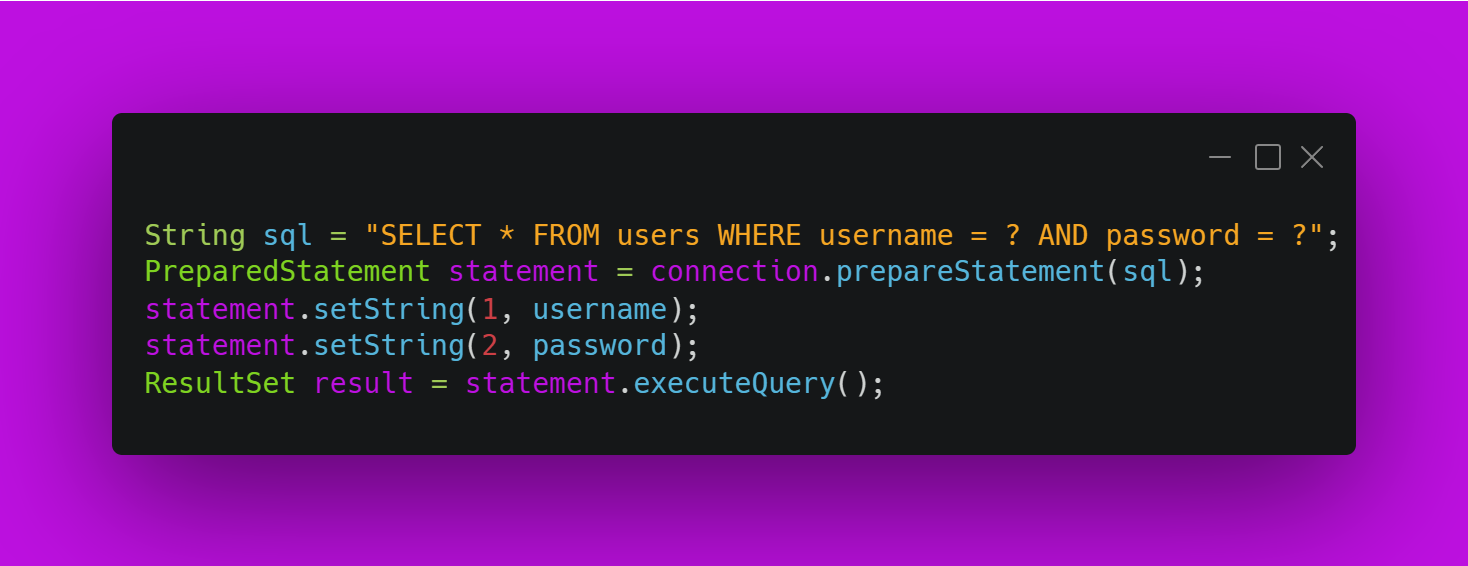 String sql = "SELECT * FROM users WHERE username = ? AND password = ?";
PreparedStatement statement = connection.prepareStatement(sql);
statement.setString(1, username);
statement.setString(2, password);
ResultSet result = statement.executeQuery();